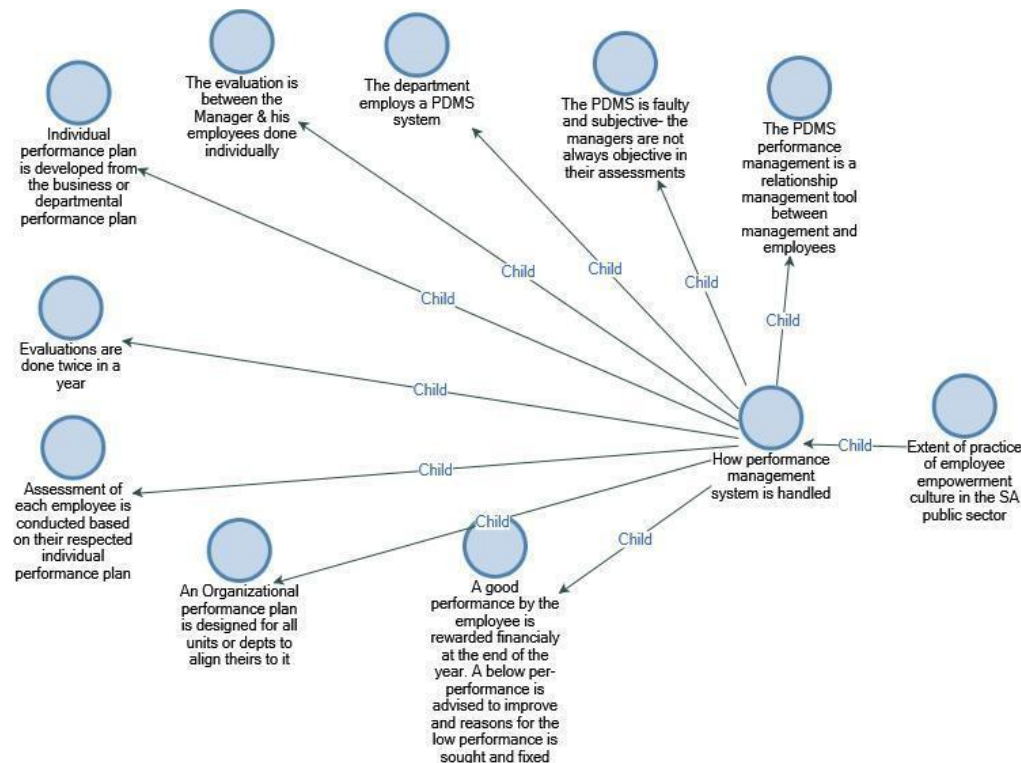 The evaluation is
between the
Manager & his
employees done
individually
The department
employs a PDMS
system
The PDMS is faulty
and subjective- the
managers are not
always objective in
their assessments
The PDMS
performance
management is a
relationship
management tool
between
management and
employees
Individual
performance plan
is developed from
the business or
departmental
performance plan
Child
Child
Child
Child
Child
Evaluations are
done twice in a
year
Child
Child
Child
Child
Child
How performance
management
system is handled
Extent of practice
of employee
empowerment
culture in the SA
public sector
Assessment of
each employee is
conducted based
on their respected
individual
performance plan
An Organizational
performance plan
is designed for all
units or depts to
align theirs to it
A good
performance by the
employee is
rewarded financialy
at the end of the
year. A below per-
performance is
advised to improve
and reasons for the
low performance is
sought and fixed